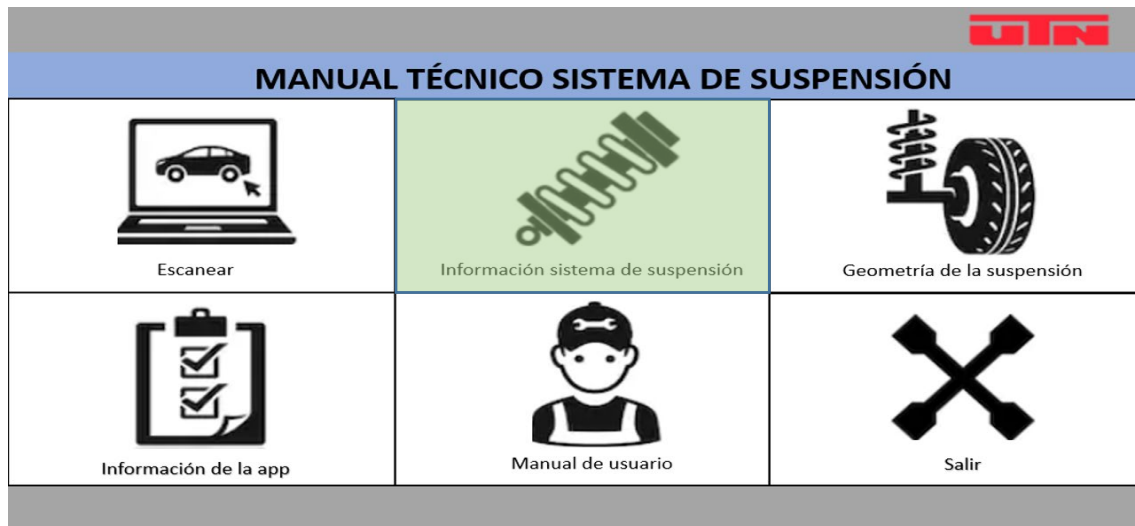 UTN
MANUAL TÉCNICO SISTEMA DE SUSPENSIÓN
Escanear
Información sistema de suspensión
Geometría de la suspensión
Información de la app
Manual de usuario
Salir